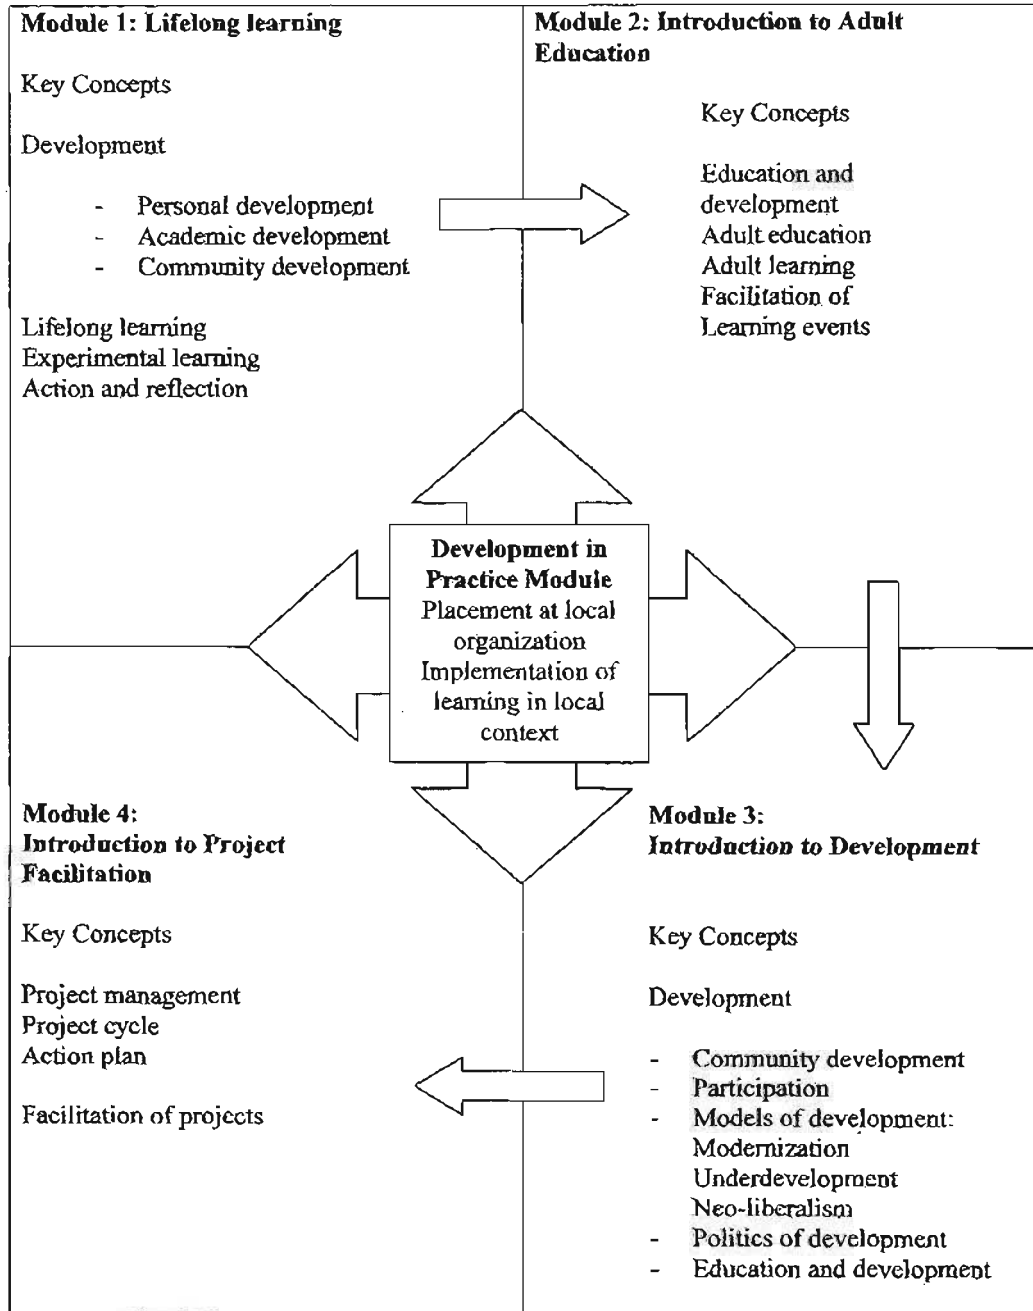 Module 1: Lifelong learning
Key Concepts
Development
- Personal development
- Academic development
- Community development
Lifelong learning
Experimental learning
Action and reflection
Module 2: Introduction to Adult
Education
Key Concepts
Education and
development
Adult education
Adult learning
Facilitation of
Learning events
Development in
Practice Module
Placement at local
organization
Implementation of
learning in local
context
Module 3:
Introduction to Development
Key Concepts
Development
- Community development
- Participation
- Models of development:
Modernization
Underdevelopment
Neo-liberalism
- Politics of development
- Education and development
Module 4:
Introduction to Project
Facilitation
Key Concepts
Project management
Project cycle
Action plan
Facilitation of projects